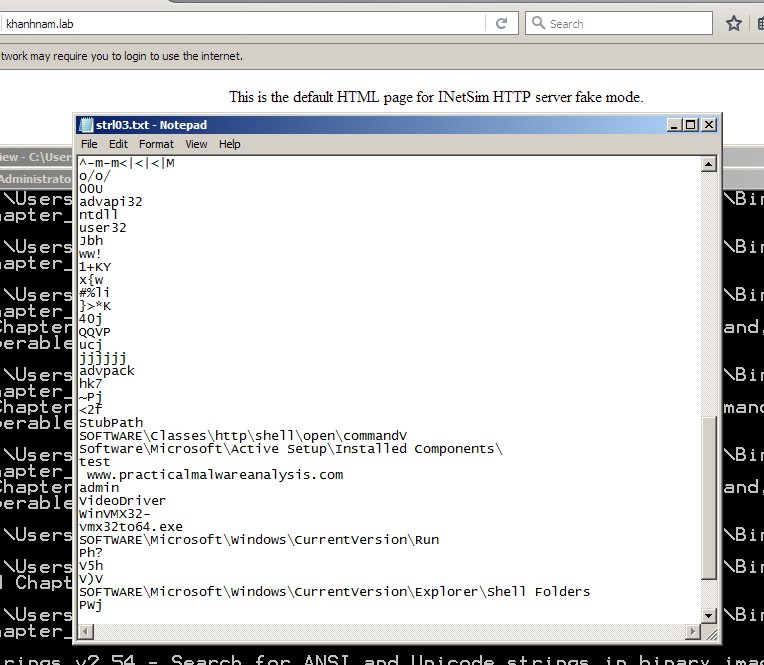 khanhnam.lab
Search
twork may require you to login to use the internet.
This is the default HTML page for INetSim HTTP server fake mode.
strl03.txt - Notepad
File Edit Format View Help
^-m-m<|<|<|M
o/o/
OOU
advapi32
ntdll
user32
Jbh
ww!
1+KY
x{w
#%li
}>*K
4Oj
QQVP
ucj
jjjjjj
advpack
hk7
~Pj
<2f
StubPath
SOFTWARE\Classes\http\shell\open\commandV
Software\Microsoft\Active Setup\Installed Components\
test
www.practicalmalwareanalysis.com
admin
VideoDriver
WinVMX32-
vmx32to64.exe
SOFTWARE\Microsoft\Windows\CurrentVersion\Run
Ph?
V5h
V)V
SOFTWARE\Microsoft\Windows\CurrentVersion\Explorer\Shell Folders
PWj
iew - C:\User
Administrato
\Users \Bin
hapter_
\Users \Bin
hapter_
\Users \Bin
hapter_
Chapter and,
perable
\Users \Bin
hapter_
Chapter mand
perable
\Users \Bin
hapter_
Chapter and,
perable
\Users \Bin
\Users \Bin
l Chapt
\Users \Bin
hapter_
rings v2.54 - Search for ANSI and Unicode strings in binary imag